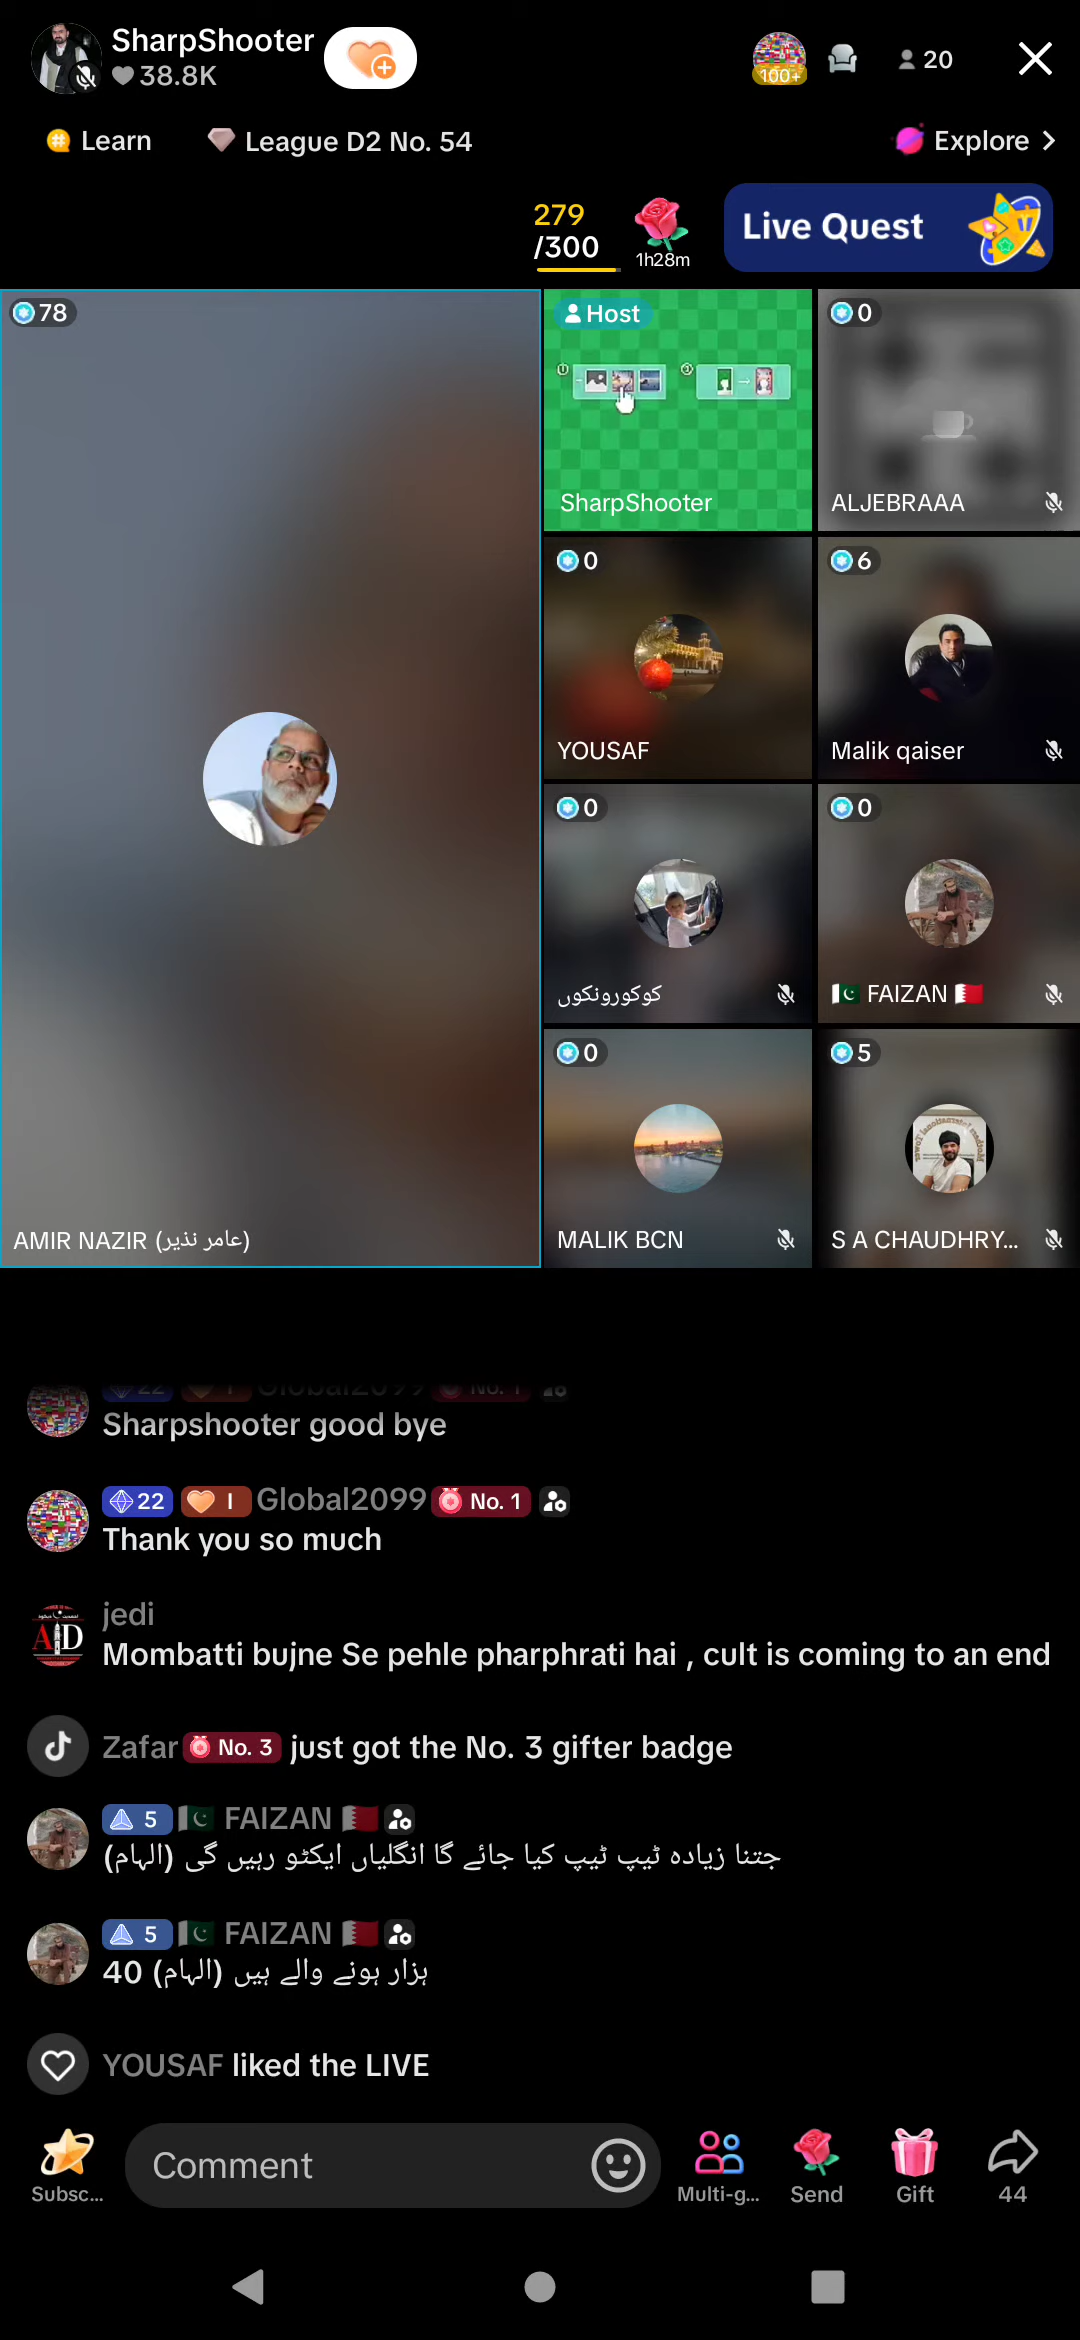 SharpShooter
38.8K
100+
20
Learn
League D2 No. 54
Explore
279
/300
1h28m
Live Quest
78
Host
0
SharpShooter
ALJEBRAAA
0
6
YOUSAF
Malik qaiser
0
0
کوکورونکوں
FAIZAN
0
5
AMIR NAZIR (عامر نذیر)
MALIK BCN
S A CHAUDHRY...
22 I Global2099 No. 1
Sharpshooter good bye
22 I Global2099 No. 1
Thank you so much
jedi
Mombatti bujne Se pehle pharphrati hai , cult is coming to an end
Zafar No. 3 just got the No. 3 gifter badge
5 FAIZAN
جتنا زیادہ ٹیپ ٹیپ کیا جائے گا انگلیاں ایکٹو رہیں گی (الہام)
5 FAIZAN
40 ہزار ہونے والے ہیں (الہام)
YOUSAF liked the LIVE
Subsc...
Comment
Multi-g...
Send
Gift
44